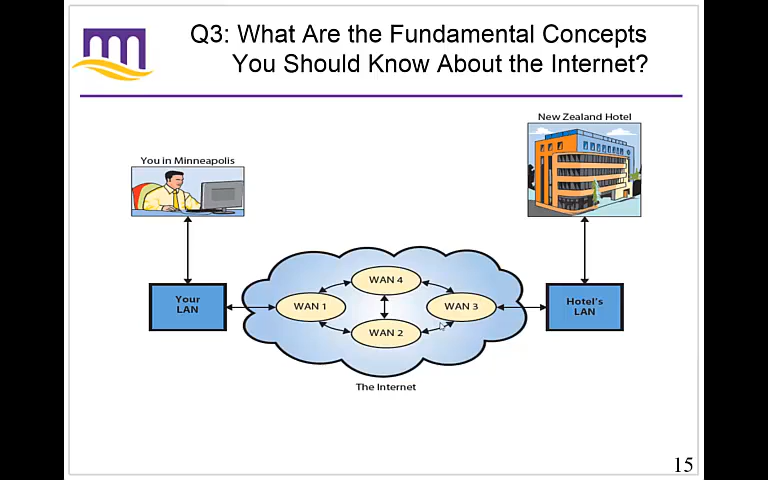 Q3: What Are the Fundamental Concepts
You Should Know About the Internet?
New Zealand Hotel
You in Minneapolis
WAN 4
Your
LAN
WAN 1
WAN 3
Hotel's
LAN
WAN 2
The Internet
15